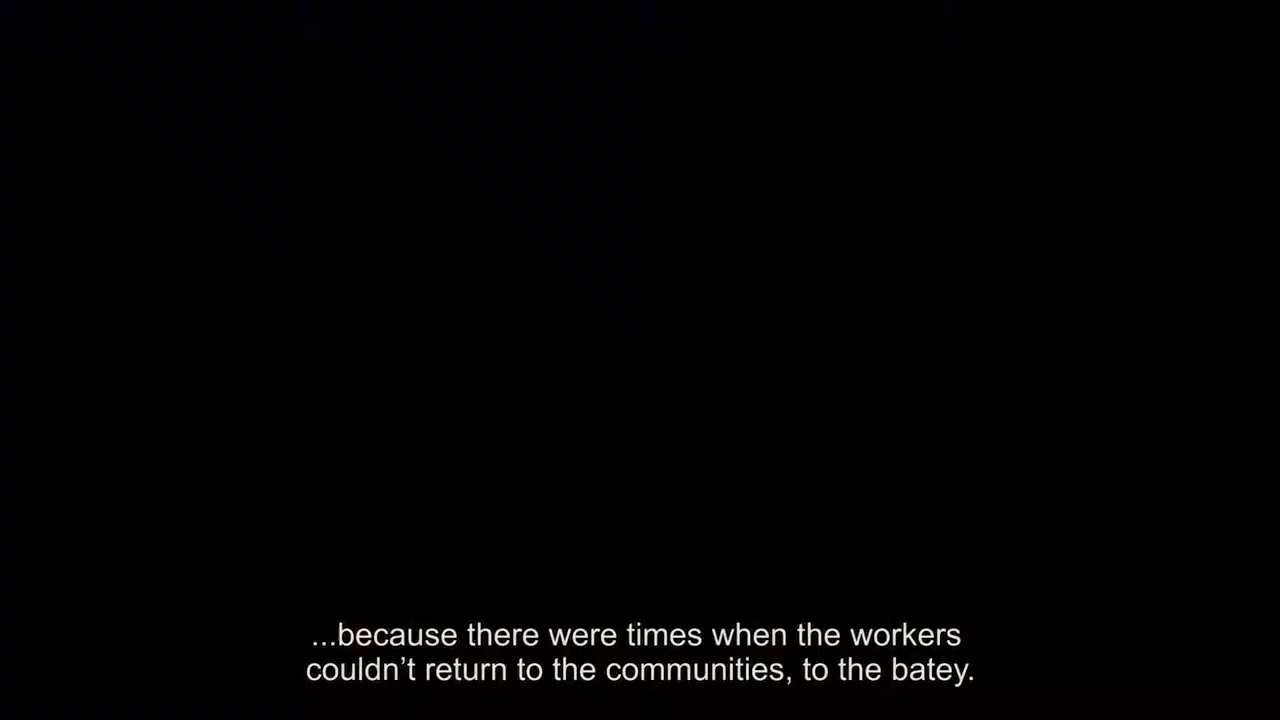 ...because there were times when the workers
couldn’t return to the communities, to the batey.